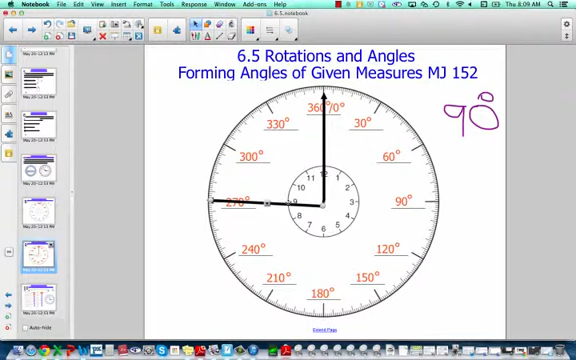 Notebook File Edit View Insert Format Tools Window Add-ons Help
Thu 8:09 AM
6.5.notebook
6.5 Rotations and Angles
Forming Angles of Given Measures MJ 152
90°
360°/0°
330° 30°
300° 60°
270° 90°
240° 120°
210° 150°
180°
12
11 1
10 2
9 3
8 4
7 5
6
Extend Page
Auto-hide